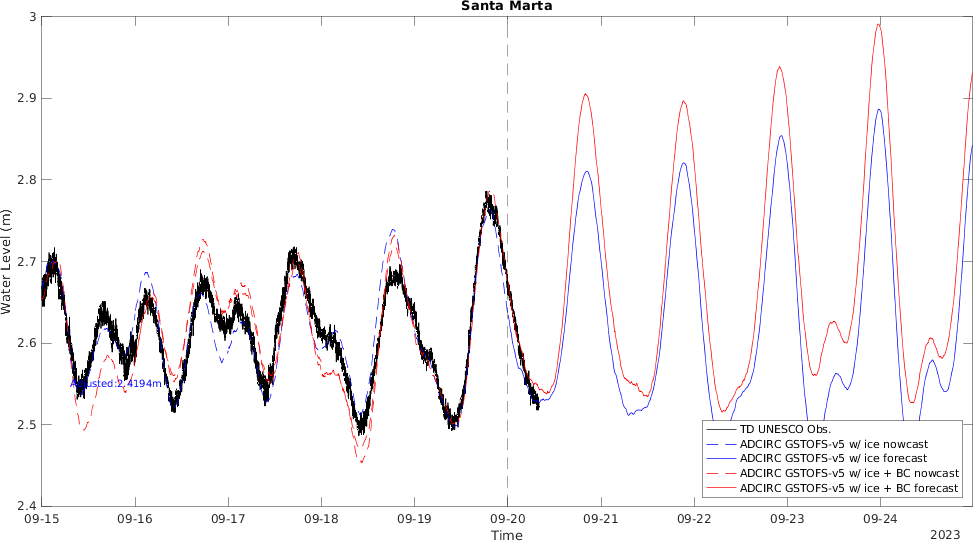 Santa Marta
3
2.9
2.8
2.7
2.6
2.5
2.4
Water Level (m)
Adjusted:2.4194m
TD UNESCO Obs.
ADCIRC GSTOFS-v5 w/ ice nowcast
ADCIRC GSTOFS-v5 w/ ice forecast
ADCIRC GSTOFS-v5 w/ ice + BC nowcast
ADCIRC GSTOFS-v5 w/ ice + BC forecast
09-15 09-16 09-17 09-18 09-19 09-20 09-21 09-22 09-23 09-24
Time
2023